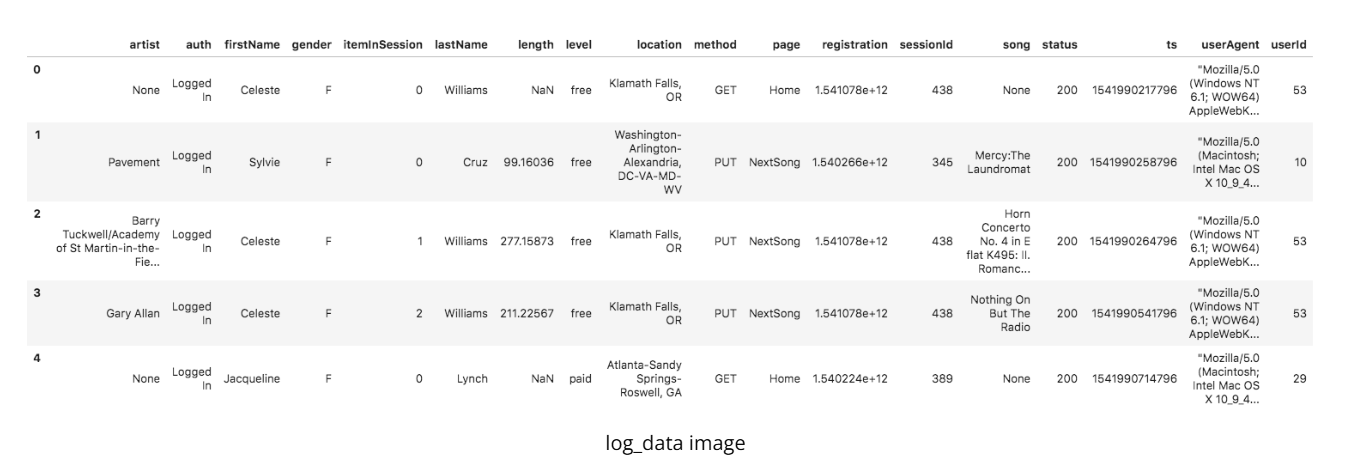 artist auth firstName gender itemInSession lastName length level location method page registration sessionId song status ts userAgent userId
0 None Logged In Celeste F 0 Williams NaN free Klamath Falls, OR GET Home 1.541078e+12 438 None 200 1541990217796 "Mozilla/5.0 (Windows NT 6.1; WOW64) AppleWebK... 53
1 Pavement Logged In Sylvie F 0 Cruz 99.16036 free Washington-Arlington-Alexandria, DC-VA-MD-WV PUT NextSong 1.540266e+12 345 Mercy:The Laundromat 200 1541990258796 "Mozilla/5.0 (Macintosh; Intel Mac OS X 10_9_4... 10
2 Barry Tuckwell/Academy of St Martin-in-the-Fie... Logged In Celeste F 1 Williams 277.15873 free Klamath Falls, OR PUT NextSong 1.541078e+12 438 Horn Concerto No. 4 in E flat K495: II. Romanc... 200 1541990264796 "Mozilla/5.0 (Windows NT 6.1; WOW64) AppleWebK... 53
3 Gary Allan Logged In Celeste F 2 Williams 211.22567 free Klamath Falls, OR PUT NextSong 1.541078e+12 438 Nothing On But The Radio 200 1541990541796 "Mozilla/5.0 (Windows NT 6.1; WOW64) AppleWebK... 53
4 None Logged In Jacqueline F 0 Lynch NaN paid Atlanta-Sandy Springs-Roswell, GA GET Home 1.540224e+12 389 None 200 1541990714796 "Mozilla/5.0 (Macintosh; Intel Mac OS X 10_9_4... 29
log_data image